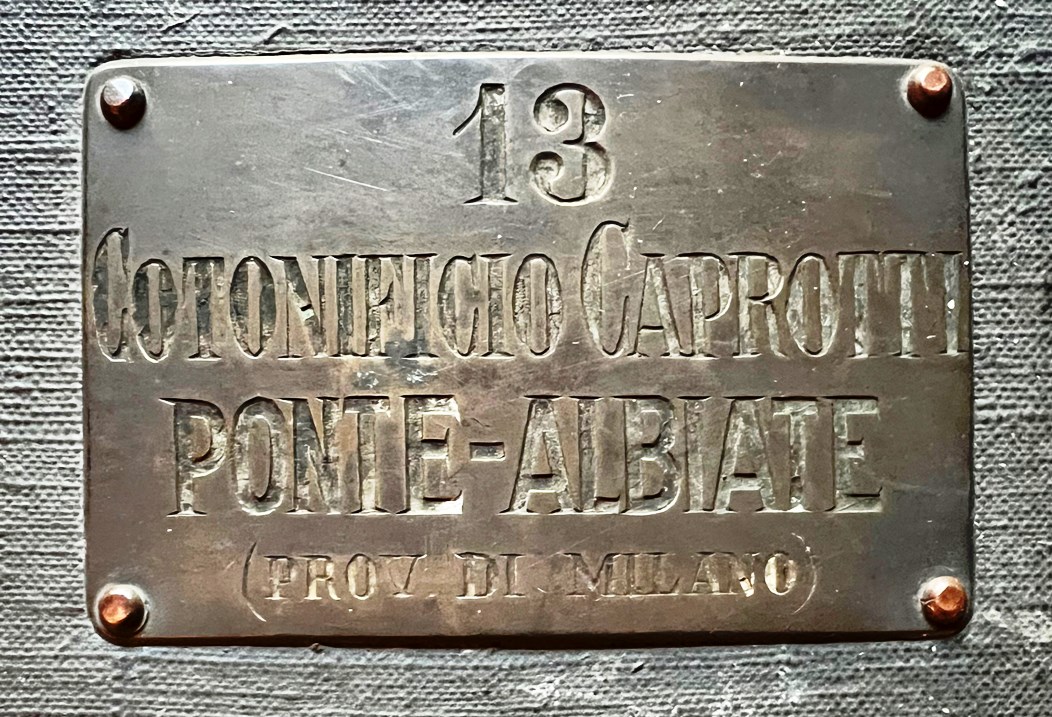 13
COTONIFICIO CAPROTTI
PONTE-ALBIATE
(PROV. DI MILANO)